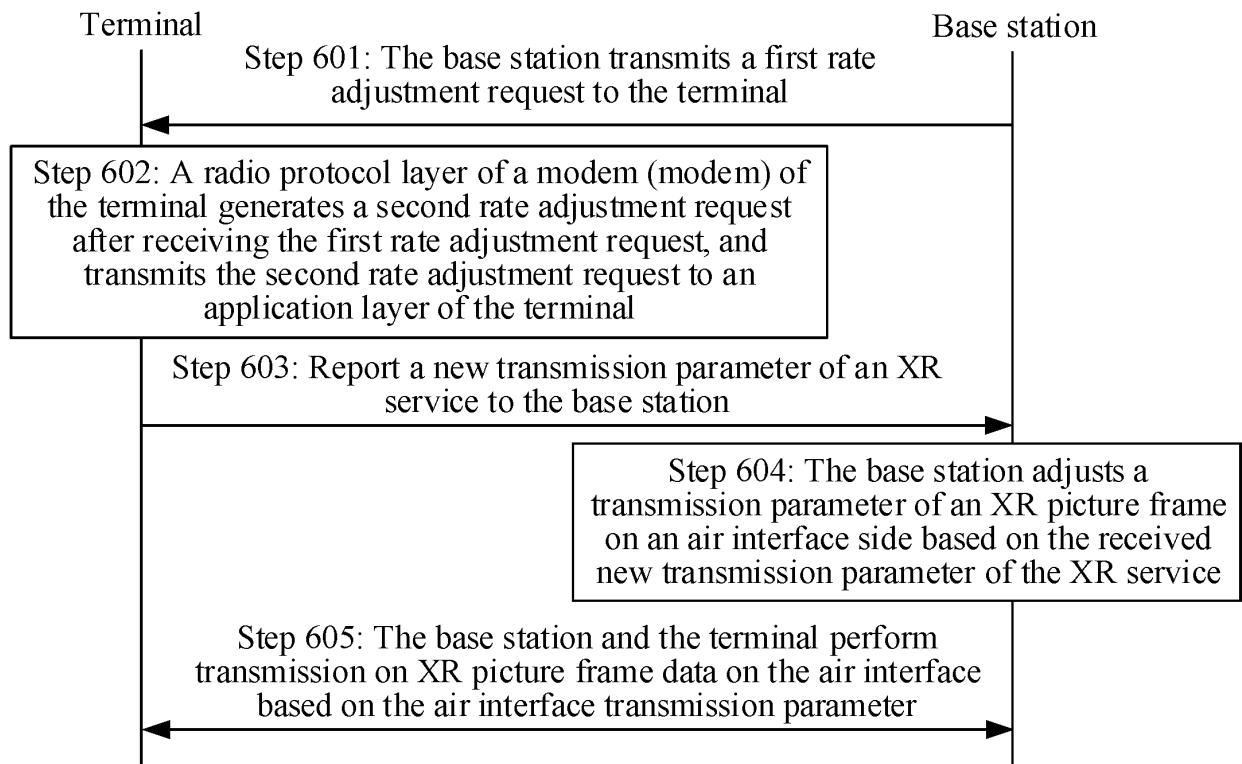 Terminal
Base station
Step 601: The base station transmits a first rate
adjustment request to the terminal
Step 602: A radio protocol layer of a modem (modem) of
the terminal generates a second rate adjustment request
after receiving the first rate adjustment request, and
transmits the second rate adjustment request to an
application layer of the terminal
Step 603: Report a new transmission parameter of an XR
service to the base station
Step 604: The base station adjusts a
transmission parameter of an XR picture frame
on an air interface side based on the received
new transmission parameter of the XR service
Step 605: The base station and the terminal perform
transmission on XR picture frame data on the air interface
based on the air interface transmission parameter